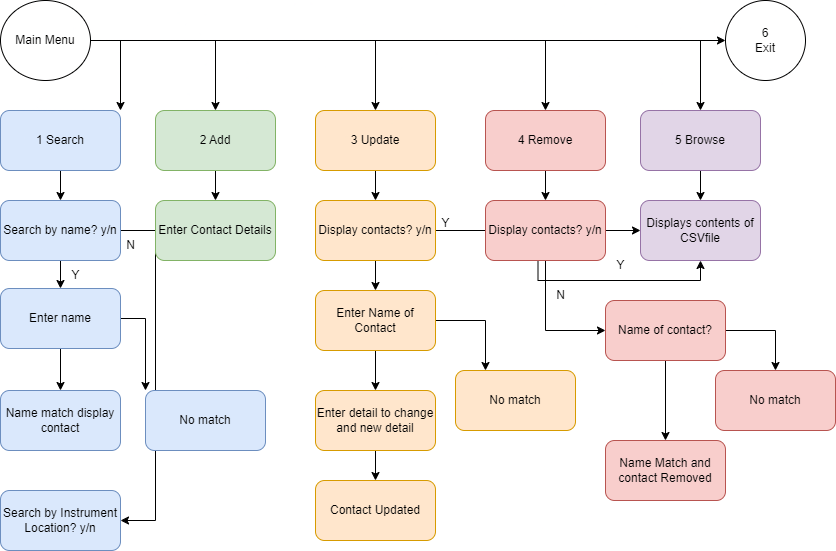 Main Menu
6
Exit
1 Search
2 Add
3 Update
4 Remove
5 Browse
Search by name? y/n
N
Enter Contact Details
Display contacts? y/n
Y
Display contacts? y/n
Displays contents of
CSVfile
Y
Y
N
Enter name
Enter Name of
Contact
Name of contact?
Name match display
contact
No match
Enter detail to change
and new detail
No match
No match
Name Match and
contact Removed
Search by Instrument
Location? y/n
Contact Updated